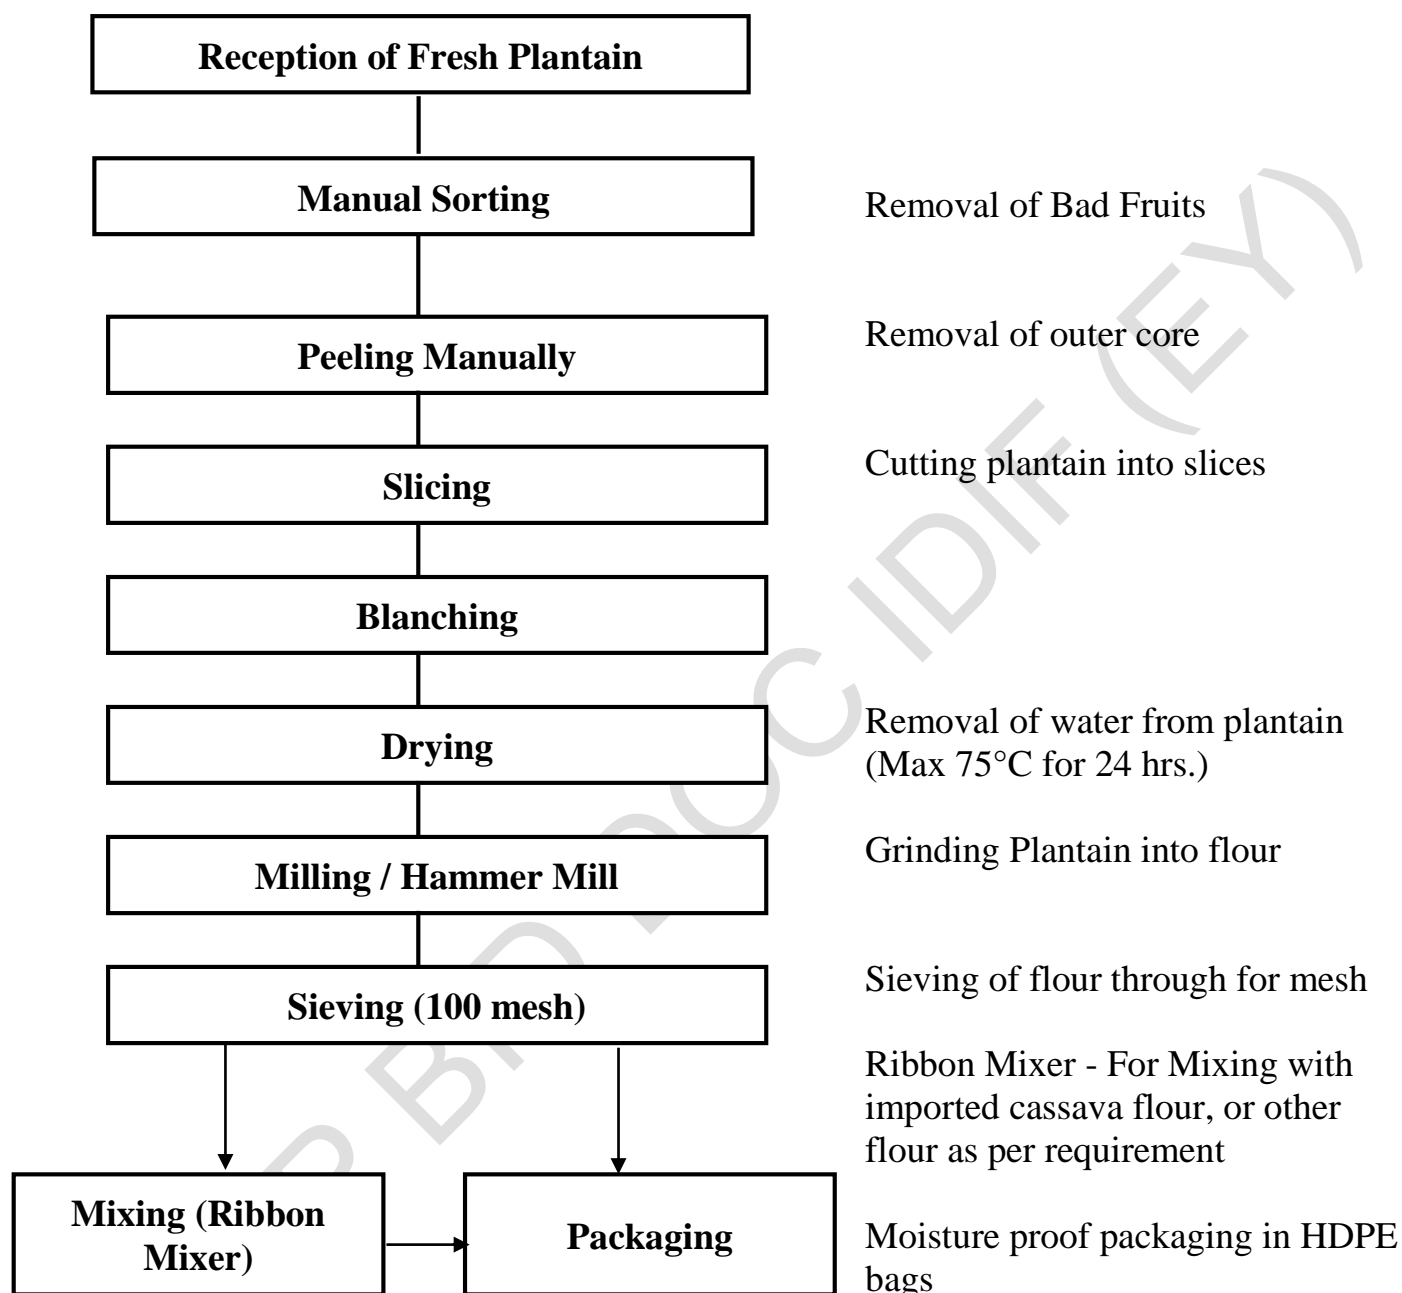 Reception of Fresh Plantain
Manual Sorting
Removal of Bad Fruits
Peeling Manually
Removal of outer core
Slicing
Cutting plantain into slices
Blanching
Drying
Removal of water from plantain
(Max 75°C for 24 hrs.)
Milling / Hammer Mill
Grinding Plantain into flour
Sieving (100 mesh)
Sieving of flour through for mesh
Ribbon Mixer - For Mixing with
imported cassava flour, or other
flour as per requirement
Mixing (Ribbon
Mixer)
Packaging
Moisture proof packaging in HDPE
bags
DOC IDIF (EY)